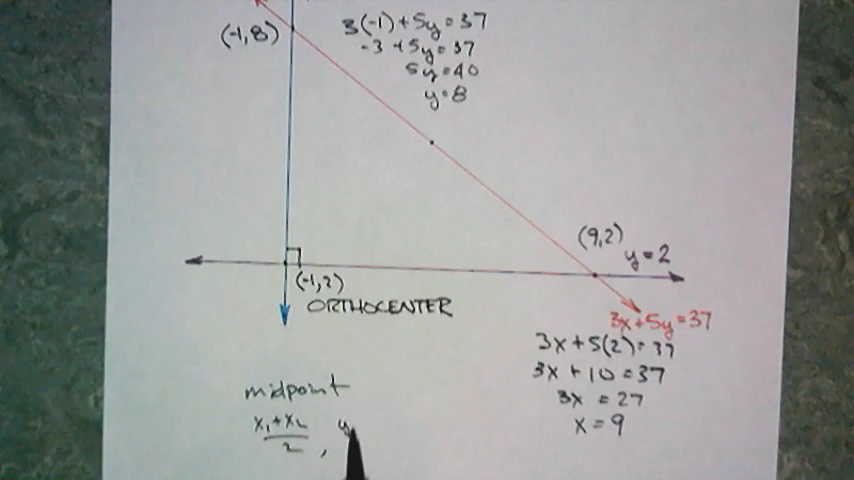 3(-1)+5y=37
(-1,8)
-3+5y=37
5y=40
y=8
(9,2)
y=2
(-1,2)
ORTHOCENTER
3x+5y=37
3x+5(2)=37
3x+10=37
3x=27
x=9
midpoint
x₁+x₂/2, y